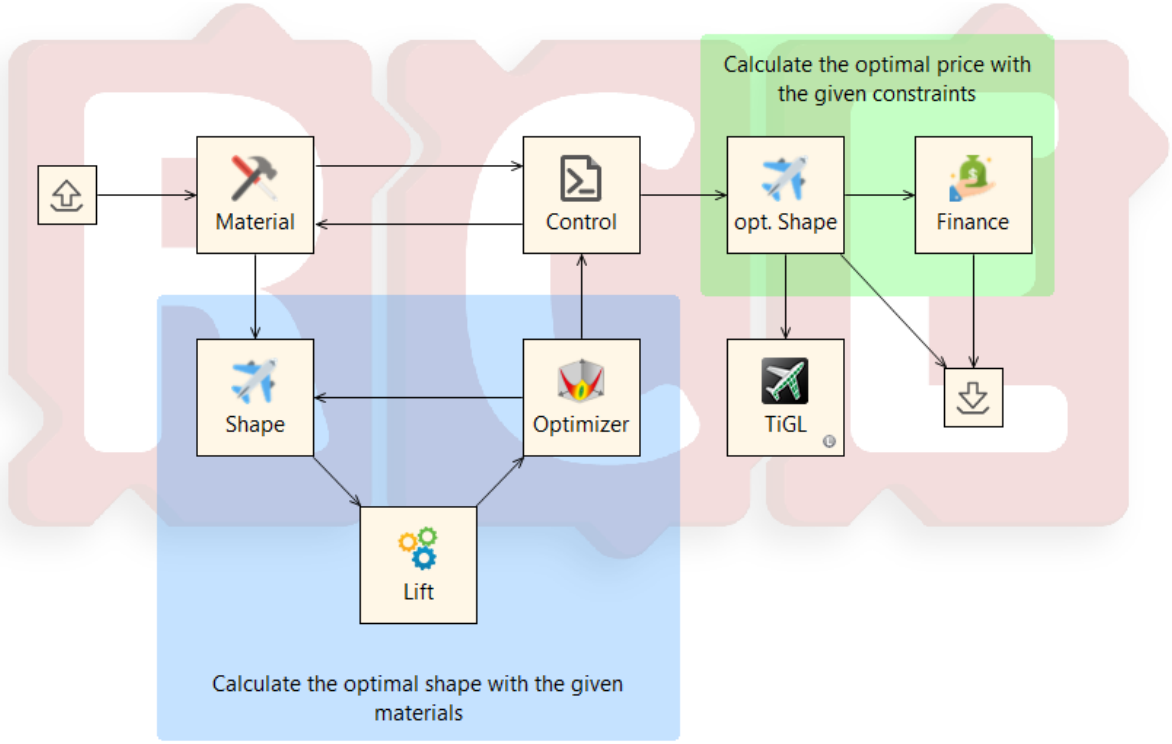 Calculate the optimal price with
the given constraints
Material
Control
opt. Shape
Finance
Shape
Optimizer
TiGL
L
Lift
Calculate the optimal shape with the given
materials
RCE